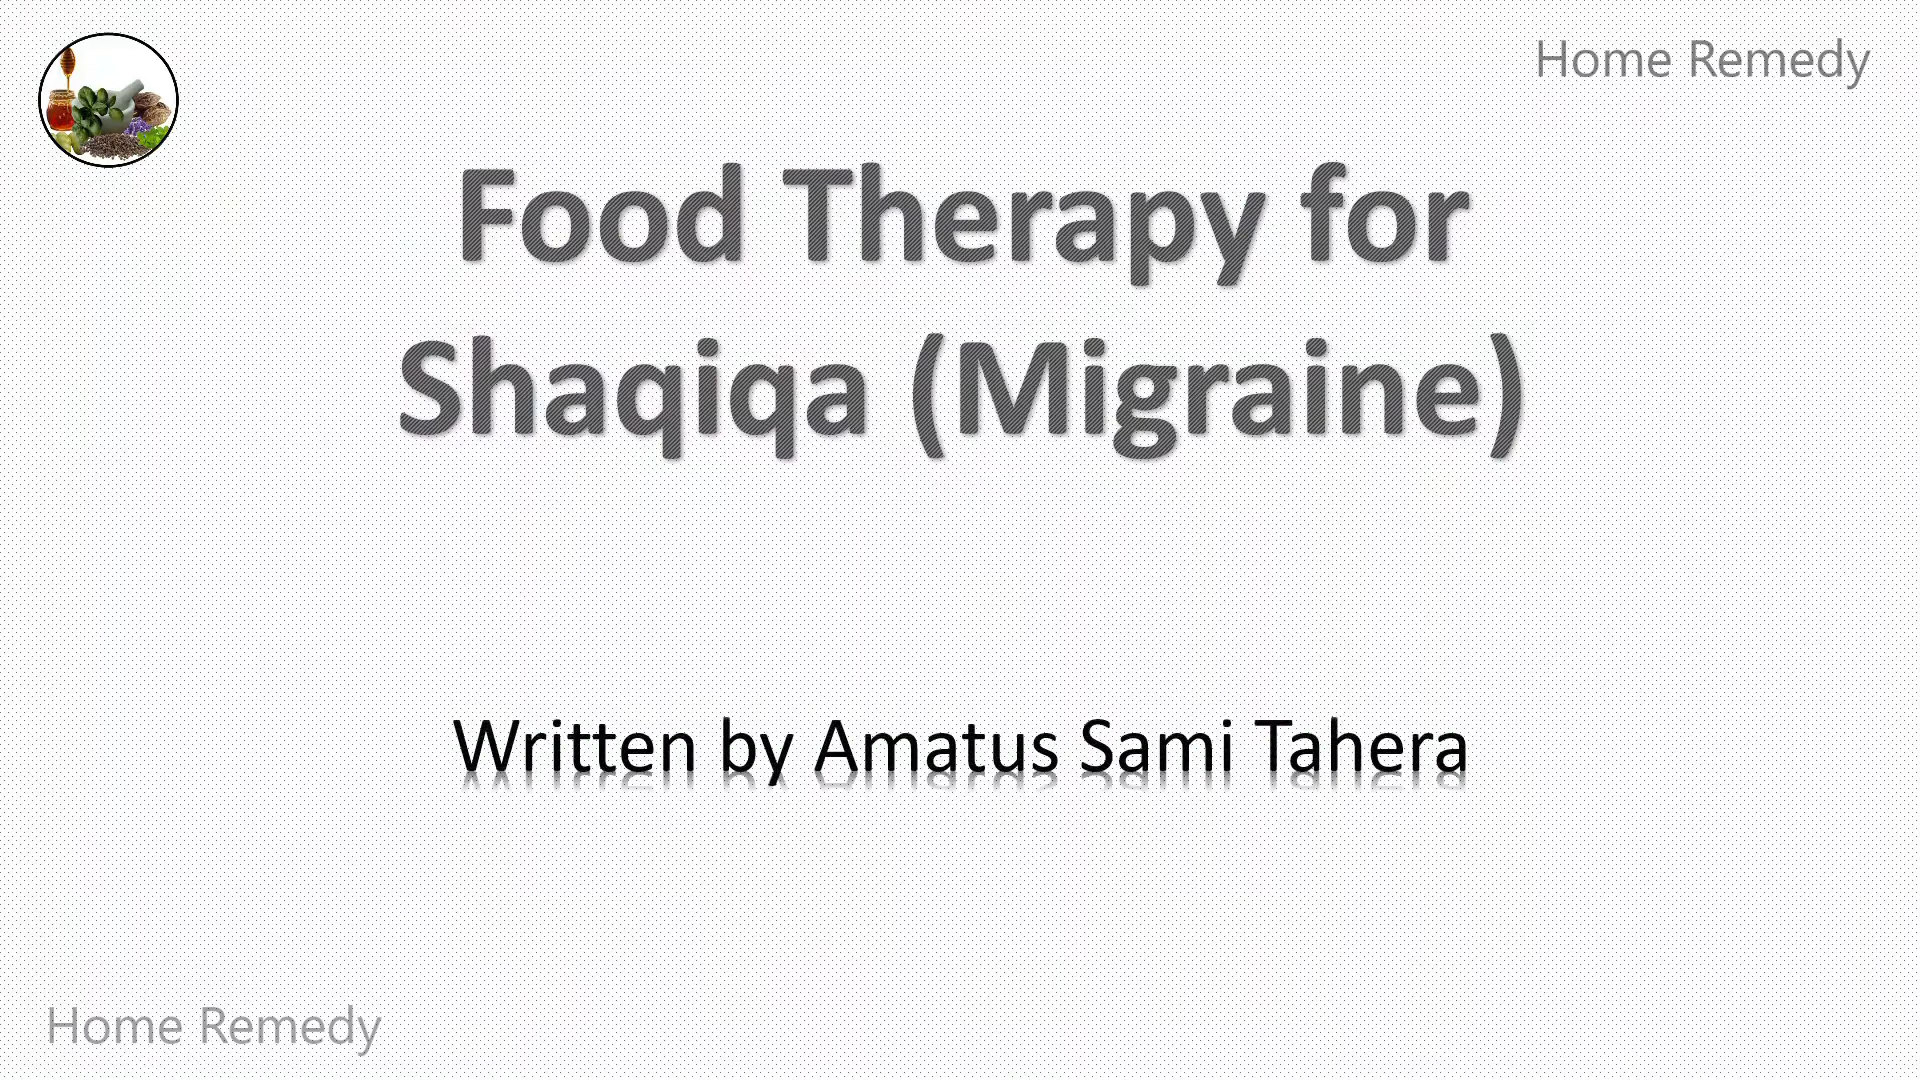 Home Remedy
Food Therapy for
Shaqiqa (Migraine)
Written by Amatus Sami Tahera
Home Remedy